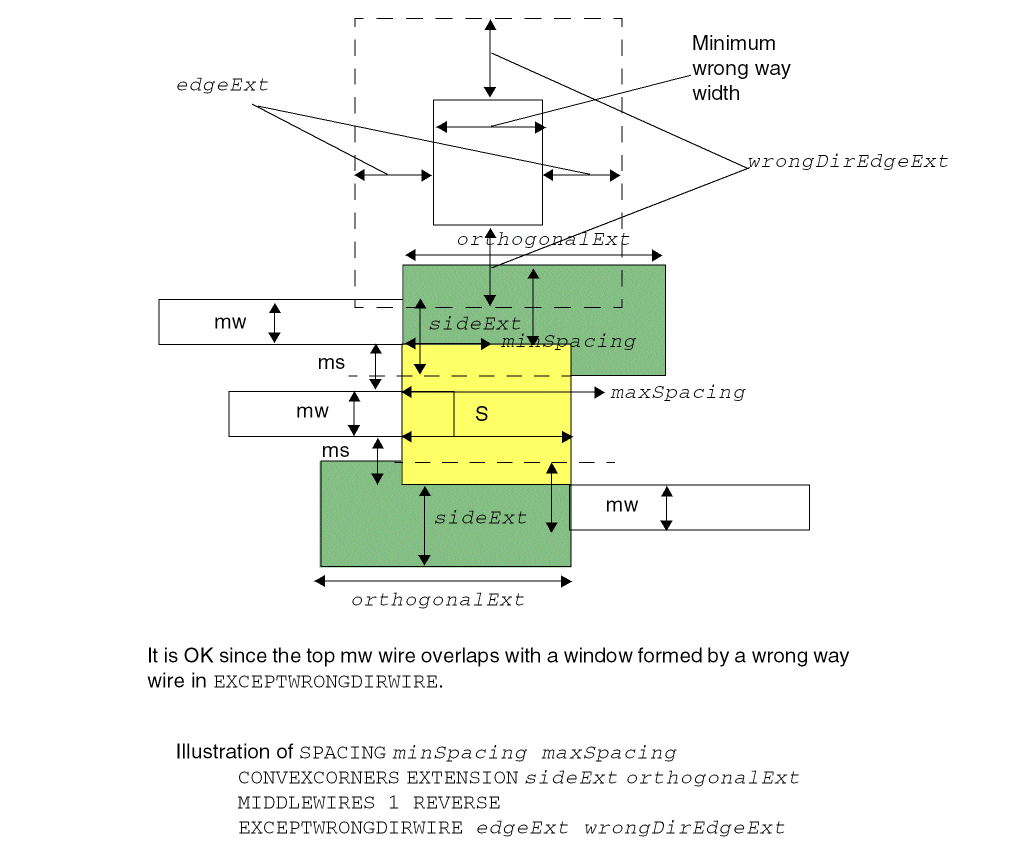 Minimum
wrong way
width
edgeExt
wrongDirEdgeExt
orthogonalExt
mw
sideExt
minSpacing
ms
maxSpacing
mw
S
ms
mw
sideExt
orthogonalExt
It is OK since the top mw wire overlaps with a window formed by a wrong way
wire in EXCEPTWRONGDIRWIRE.
Illustration of SPACING minSpacing maxSpacing
CONVEXCORNERS EXTENSION sideExt orthogonalExt
MIDDLEWIRES 1 REVERSE
EXCEPTWRONGDIRWIRE edgeExt wrongDirEdgeExt